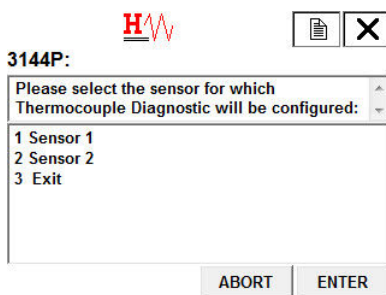 H
3144P:
Please select the sensor for which
Thermocouple Diagnostic will be configured:
1 Sensor 1
2 Sensor 2
3 Exit
ABORT ENTER